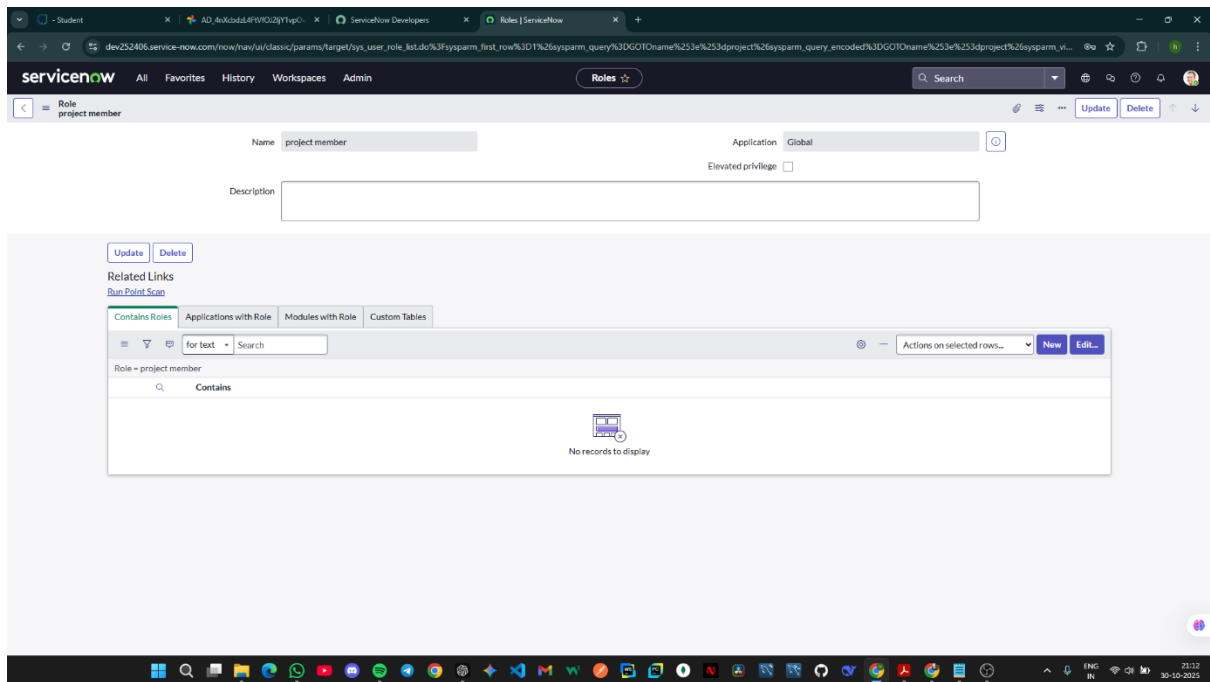 - Student
AD_4nXcbdzL4FtVfOJ2ljY1vpO
ServiceNow Developers
Roles | ServiceNow
dev252406.service-now.com/now/nav/ui/classic/params/target/sys_user_role_list.do%3Fsysparm_first_row%3D1%26sysparm_query%3DGOTOname%253e%253dproject%26sysparm_query_encoded%3DGOTOname%253e%253dproject%26sysparm_vi...
h
servicenow
All
Favorites
History
Workspaces
Admin
Roles
Search
Role
project member
Update
Delete
Name
project member
Application
Global
Elevated privilege
Description
Update
Delete
Related Links
Run Point Scan
Contains Roles
Applications with Role
Modules with Role
Custom Tables
for text
Search
Actions on selected rows...
New
Edit...
Role = project member
Contains
No records to display
ENG
IN
21:12
30-10-2025